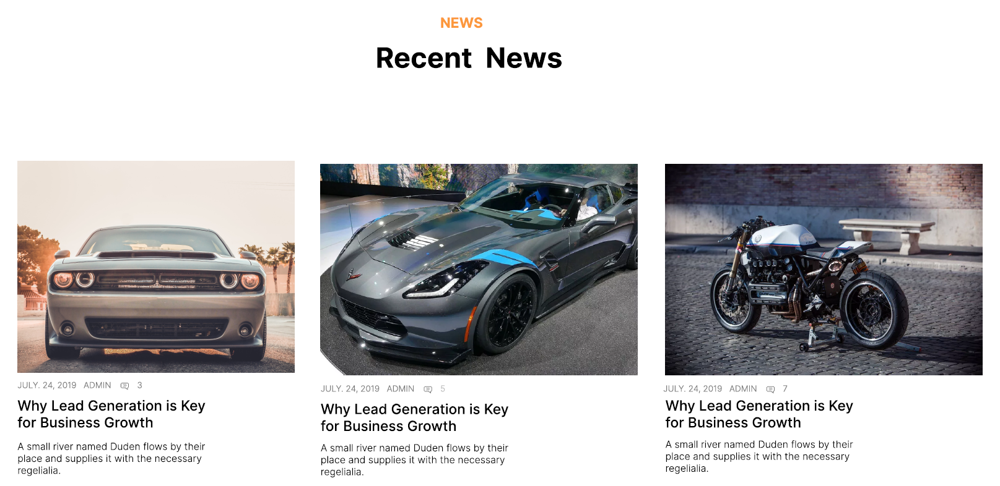 NEWS
Recent News
JULY. 24, 2019 ADMIN 3
Why Lead Generation is Key
for Business Growth
A small river named Duden flows by their
place and supplies it with the necessary
regelialia.
JULY. 24, 2019 ADMIN 5
Why Lead Generation is Key
for Business Growth
A small river named Duden flows by their
place and supplies it with the necessary
regelialia.
JULY. 24, 2019 ADMIN 7
Why Lead Generation is Key
for Business Growth
A small river named Duden flows by their
place and supplies it with the necessary
regelialia.